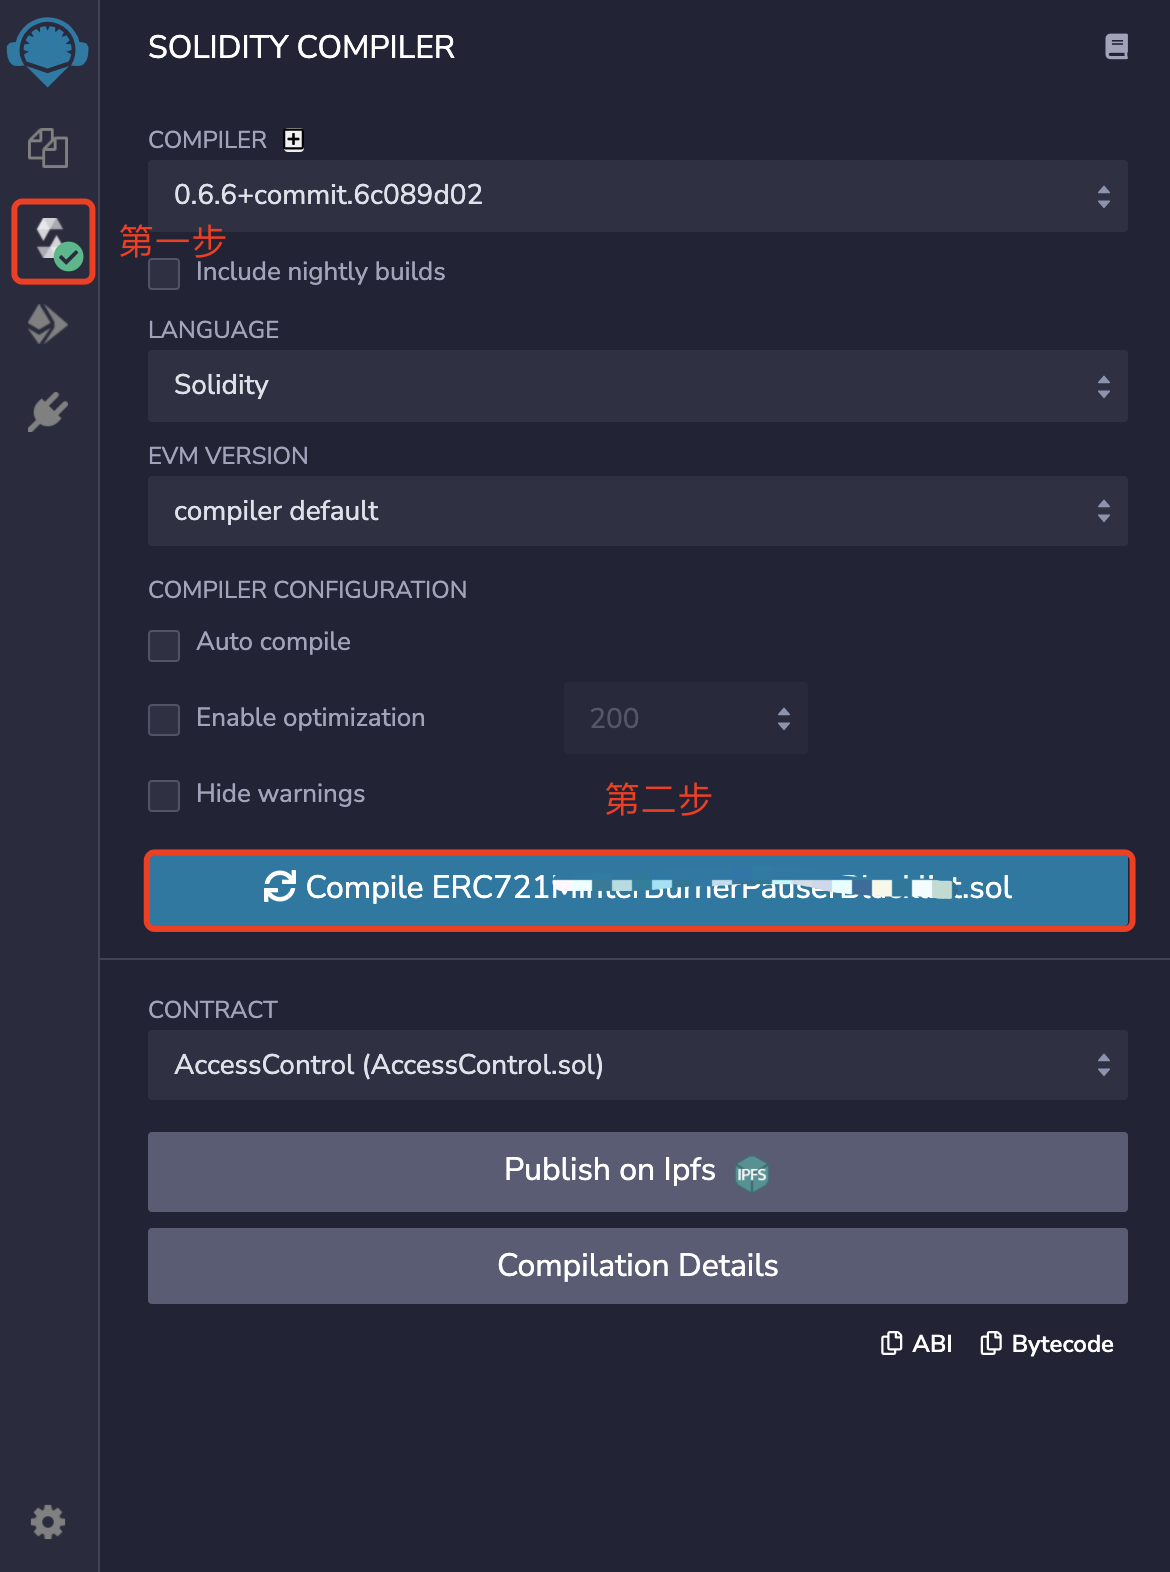 SOLIDITY COMPILER
COMPILER
0.6.6+commit.6c089d02
第一步
Include nightly builds
LANGUAGE
Solidity
EVM VERSION
compiler default
COMPILER CONFIGURATION
Auto compile
Enable optimization
200
Hide warnings
第二步
Compile .sol
CONTRACT
AccessControl (AccessControl.sol)
Publish on Ipfs
IPFS
Compilation Details
ABI
Bytecode